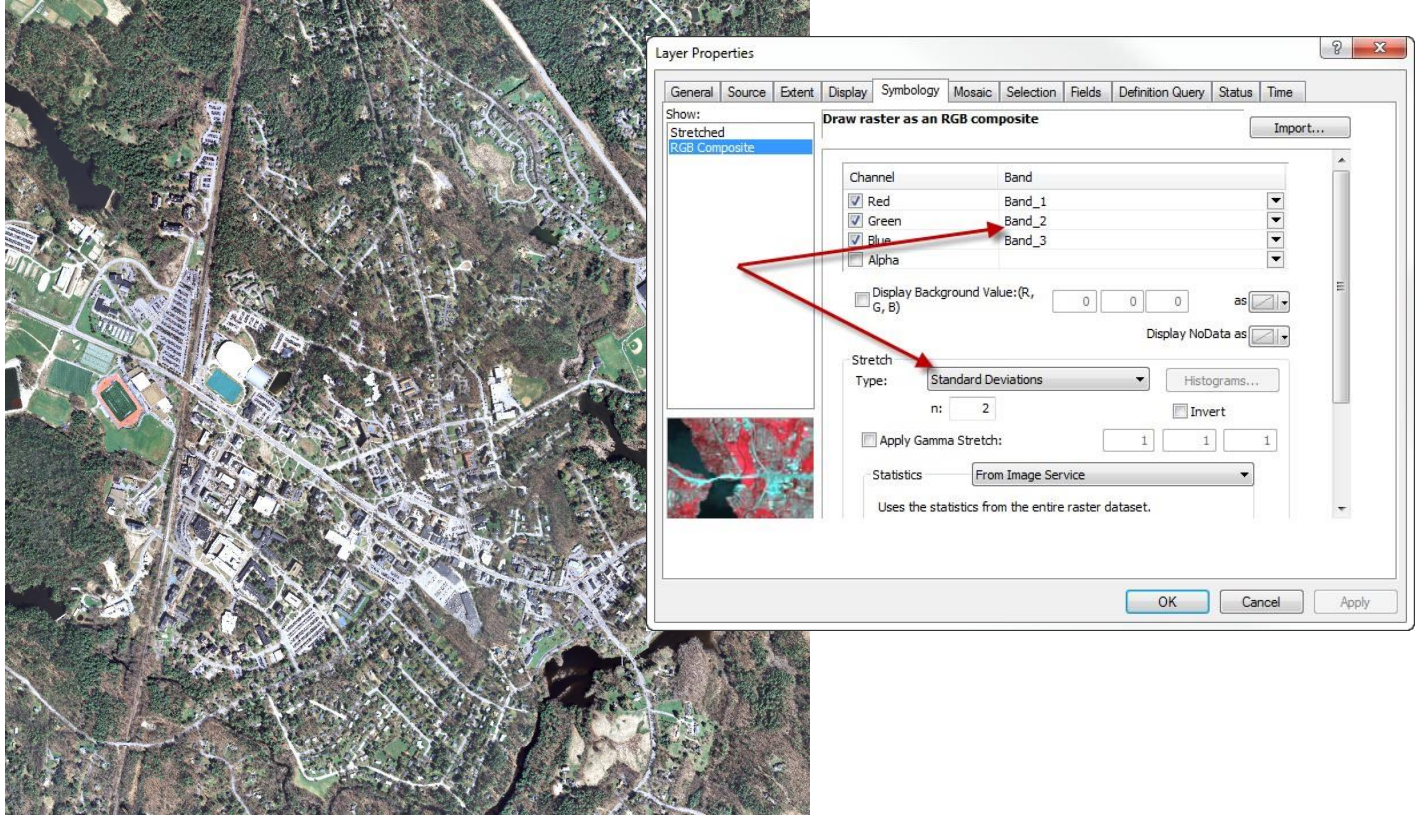 Layer Properties
General Source Extent Display Symbology Mosaic Selection Fields Definition Query Status Time
Show:
Stretched
RGB Composite
Draw raster as an RGB composite
Import...
Channel Band
Red Band_1
Green Band_2
Blue Band_3
Alpha
Display Background Value:(R,
G, B)
0 0 0 as
Display NoData as
Stretch
Type: Standard Deviations Histograms...
n: 2 Invert
Apply Gamma Stretch: 1 1 1
Statistics From Image Service
Uses the statistics from the entire raster dataset.
OK Cancel Apply